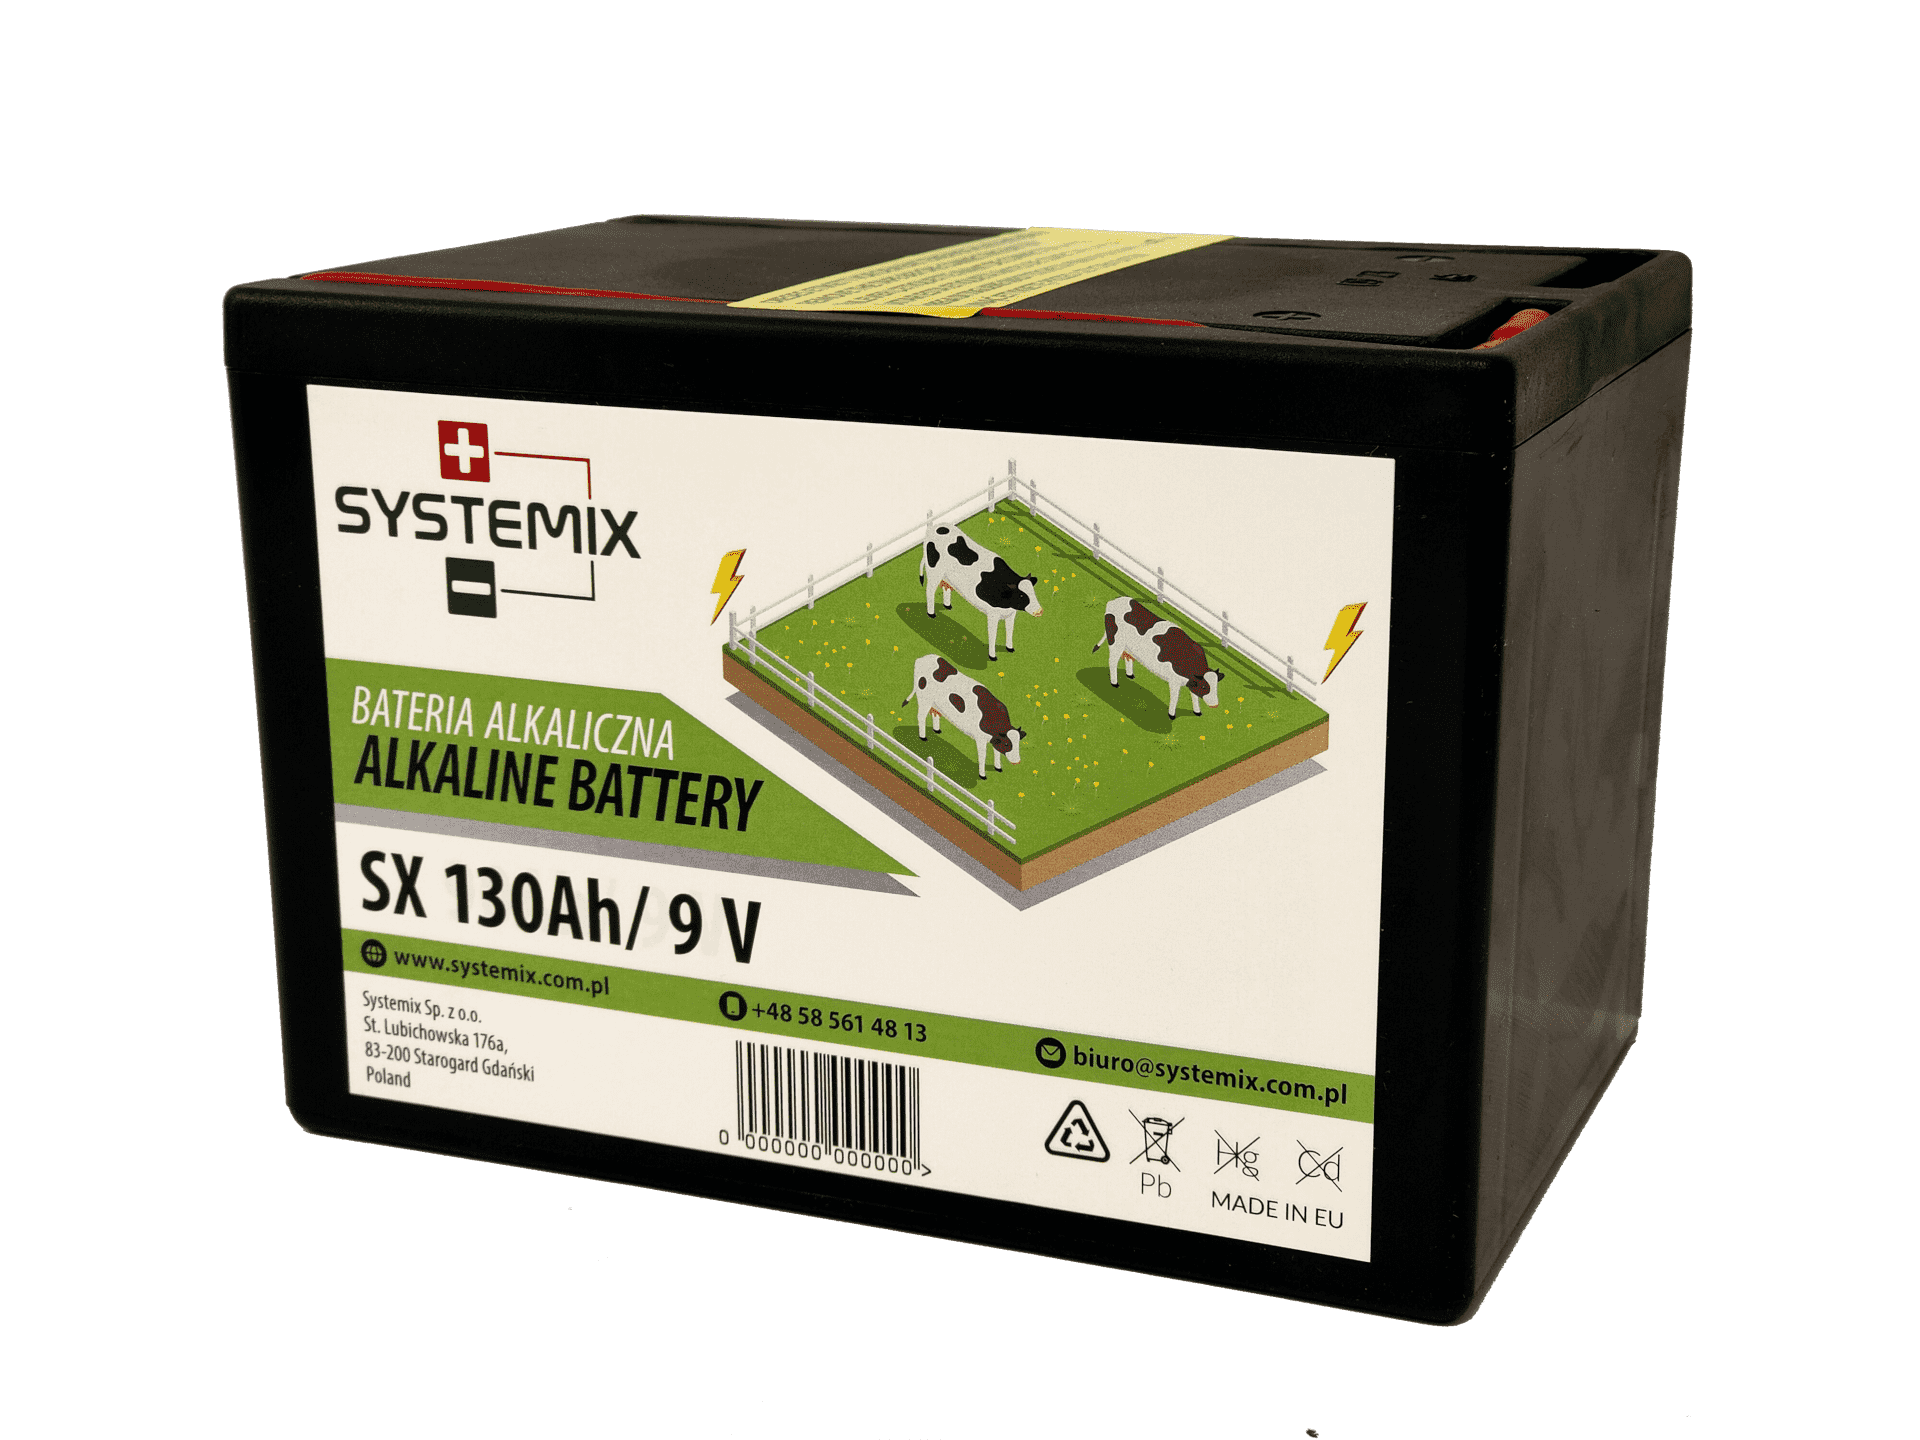 SYSTEMIX
BATERIA ALKALICZNA
ALKALINE BATTERY
SX 130Ah/ 9 V
www.systemix.com.pl
+48 58 561 48 13
biuro@systemix.com.pl
Systemix Sp. z o.o.
St. Lubichowska 176a,
83-200 Starogard Gdański
Poland
0 000000 000000 >
Pb
Hg
Cd
MADE IN EU